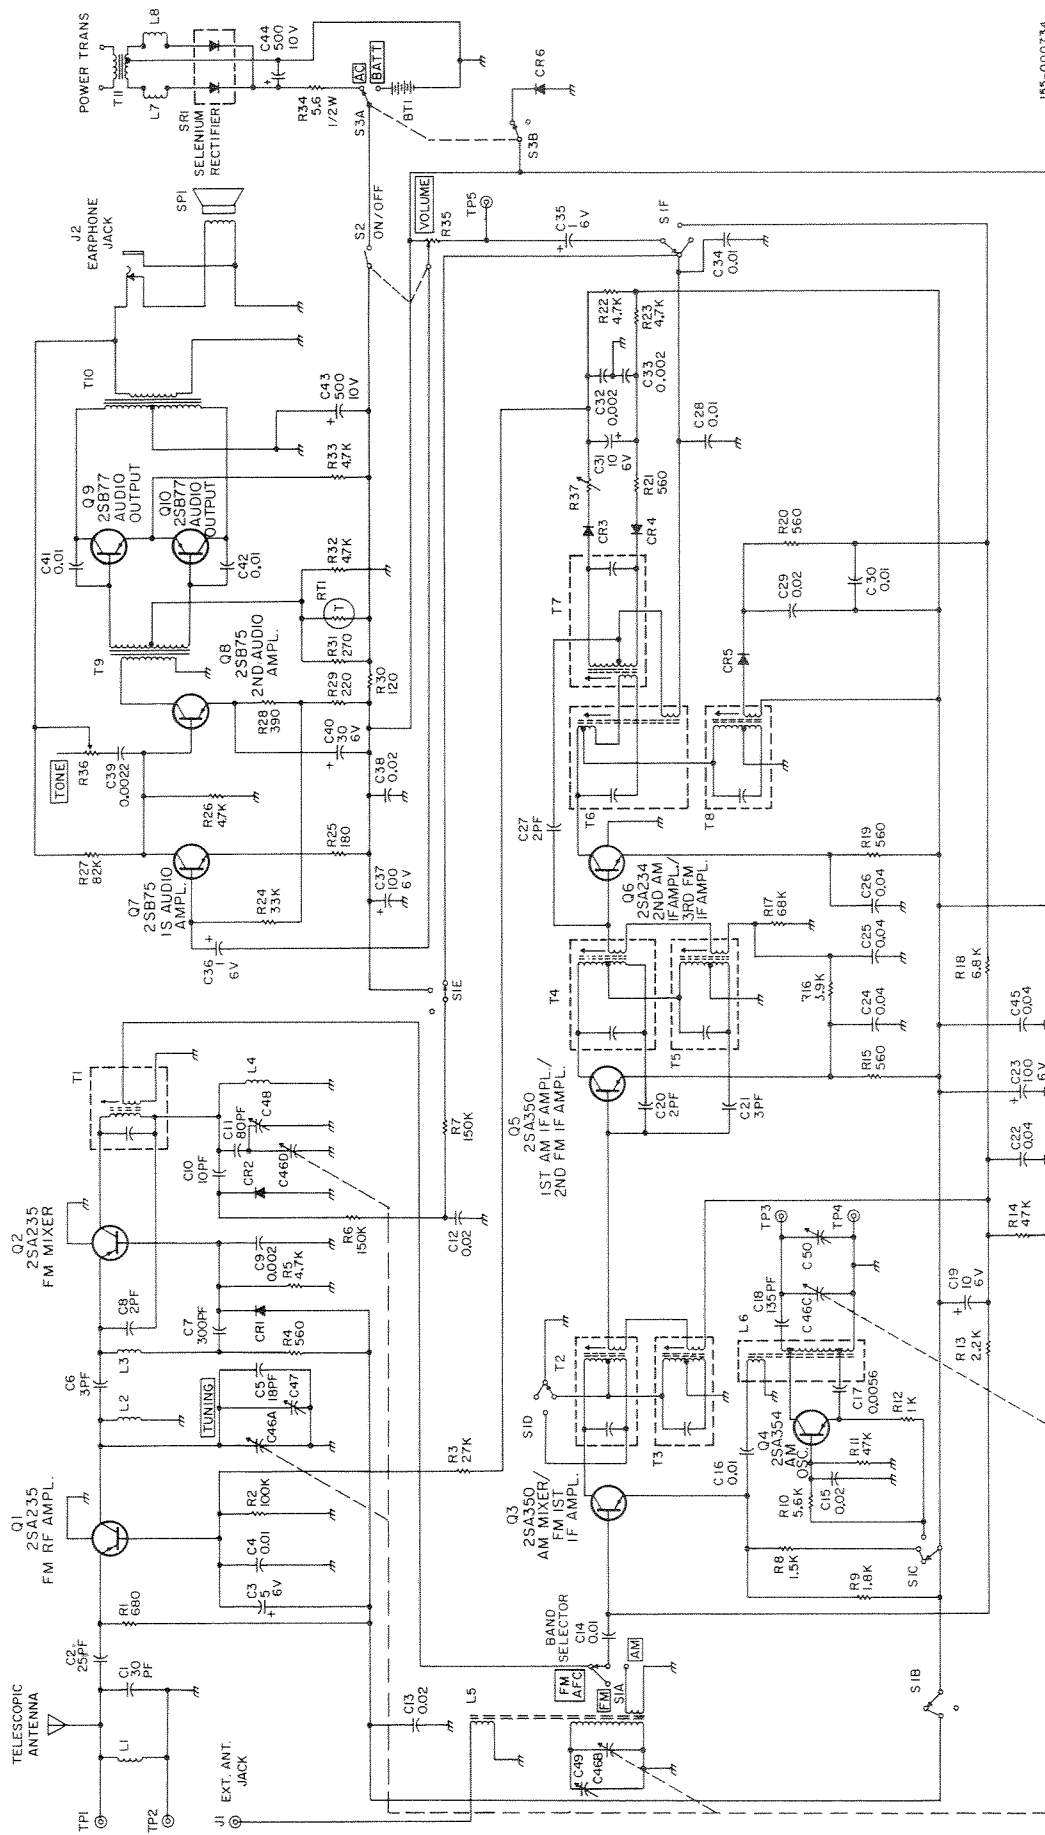 TELESCOPIC
ANTENNA
TP1
TP2
L1
C1
30
PF
C2
25PF
R1
680
EXT. ANT.
JACK
J1
Q1
2SA235
FM RF AMPL.
C3
5
6V
+
C4
0.01
R2
100K
R3
27K
TUNING
C46A
C47
C5
18PF
L2
C6
3PF
L3
C7
300PF
R4
560
CR1
C8
2PF
R5
4.7K
C9
0.002
Q2
2SA235
FM MIXER
R6
150K
C12
0.02
R7
150K
C10
10PF
CR2
C46D
C11
80PF
C48
L4
T1
S1E
C36
1
6V
+
Q7
2SB75
1S AUDIO
AMPL.
R27
82K
R24
33K
R25
180
C37
100
6V
+
R26
47K
TONE
R36
C39
0.0022
C38
0.02
C40
30
6V
+
R28
390
R29
220
R30
120
R31
270
RT1
T
R32
4.7K
Q8
2SB75
2ND AUDIO
AMPL.
T9
C41
0.01
C42
0.01
Q9
2SB77
AUDIO
OUTPUT
Q10
2SB77
AUDIO
OUTPUT
R33
4.7K
C43
500
10V
+
T10
J2
EARPHONE
JACK
SP1
S2
ON/OFF
SR1
SELENIUM
RECTIFIER
POWER TRANS
T11
L7
L8
C44
500
10V
+
R34
5.6
1/2W
S3A
AC
BATT
BT1
S3B
CR6
VOLUME
R35
TP5
C35
1
6V
+
S1F
C34
0.01
C13
0.02
L5
C49
C46B
FM
AFC
FM
AM
S1A
BAND
SELECTOR
C14
0.01
S1B
Q3
2SA350
AM MIXER/
FM 1ST
IF AMPL.
S1D
T2
T3
C16
0.01
R8
1.5K
R9
1.8K
S1C
Q4
2SA354
AM
OSC.
R10
5.6K
C15
0.02
R11
47K
R12
1K
C17
0.0056
L6
C18
135PF
C46C
C50
TP3
TP4
R13
2.2K
C19
10
6V
+
R14
47K
Q5
2SA350
1ST AM IF AMPL./
2ND FM IF AMPL.
C20
2PF
C21
3PF
T4
T5
R15
560
C22
0.04
C23
100
6V
+
C45
0.04
C24
0.04
R16
3.9K
C25
0.04
R17
68K
R18
6.8K
C26
0.04
R19
560
Q6
2SA234
2ND AM
IF AMPL./
3RD FM
IF AMPL.
C27
2PF
T6
T8
T7
CR3
CR4
CR5
R37
R21
560
C31
10
6V
+
C32
0.002
C33
0.002
R22
4.7K
R23
4.7K
C28
0.01
C29
0.02
R20
560
C30
0.01